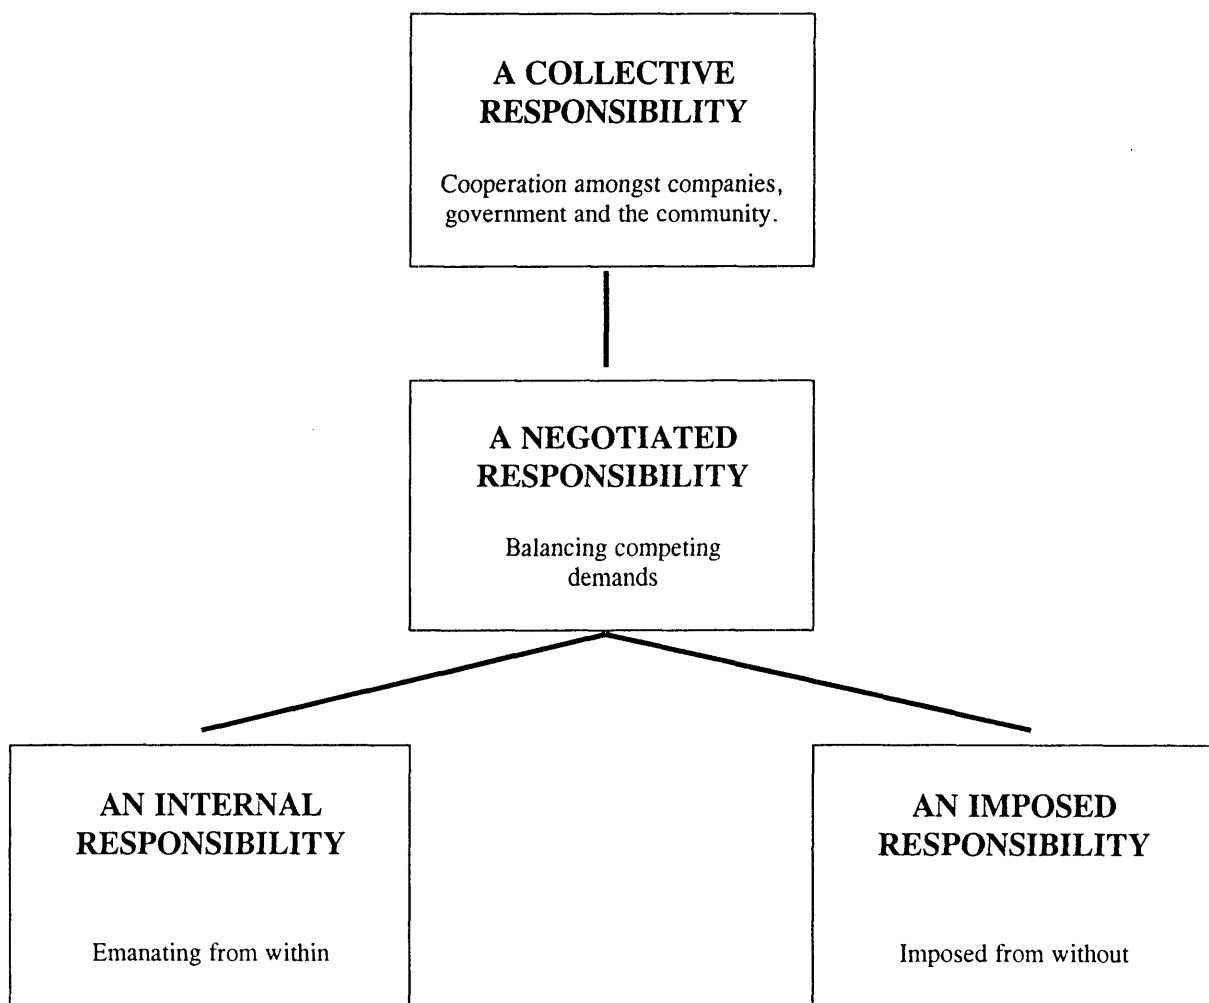 A COLLECTIVE
RESPONSIBILITY
Cooperation amongst companies,
government and the community.
A NEGOTIATED
RESPONSIBILITY
Balancing competing
demands
AN INTERNAL
RESPONSIBILITY
Emanating from within
AN IMPOSED
RESPONSIBILITY
Imposed from without